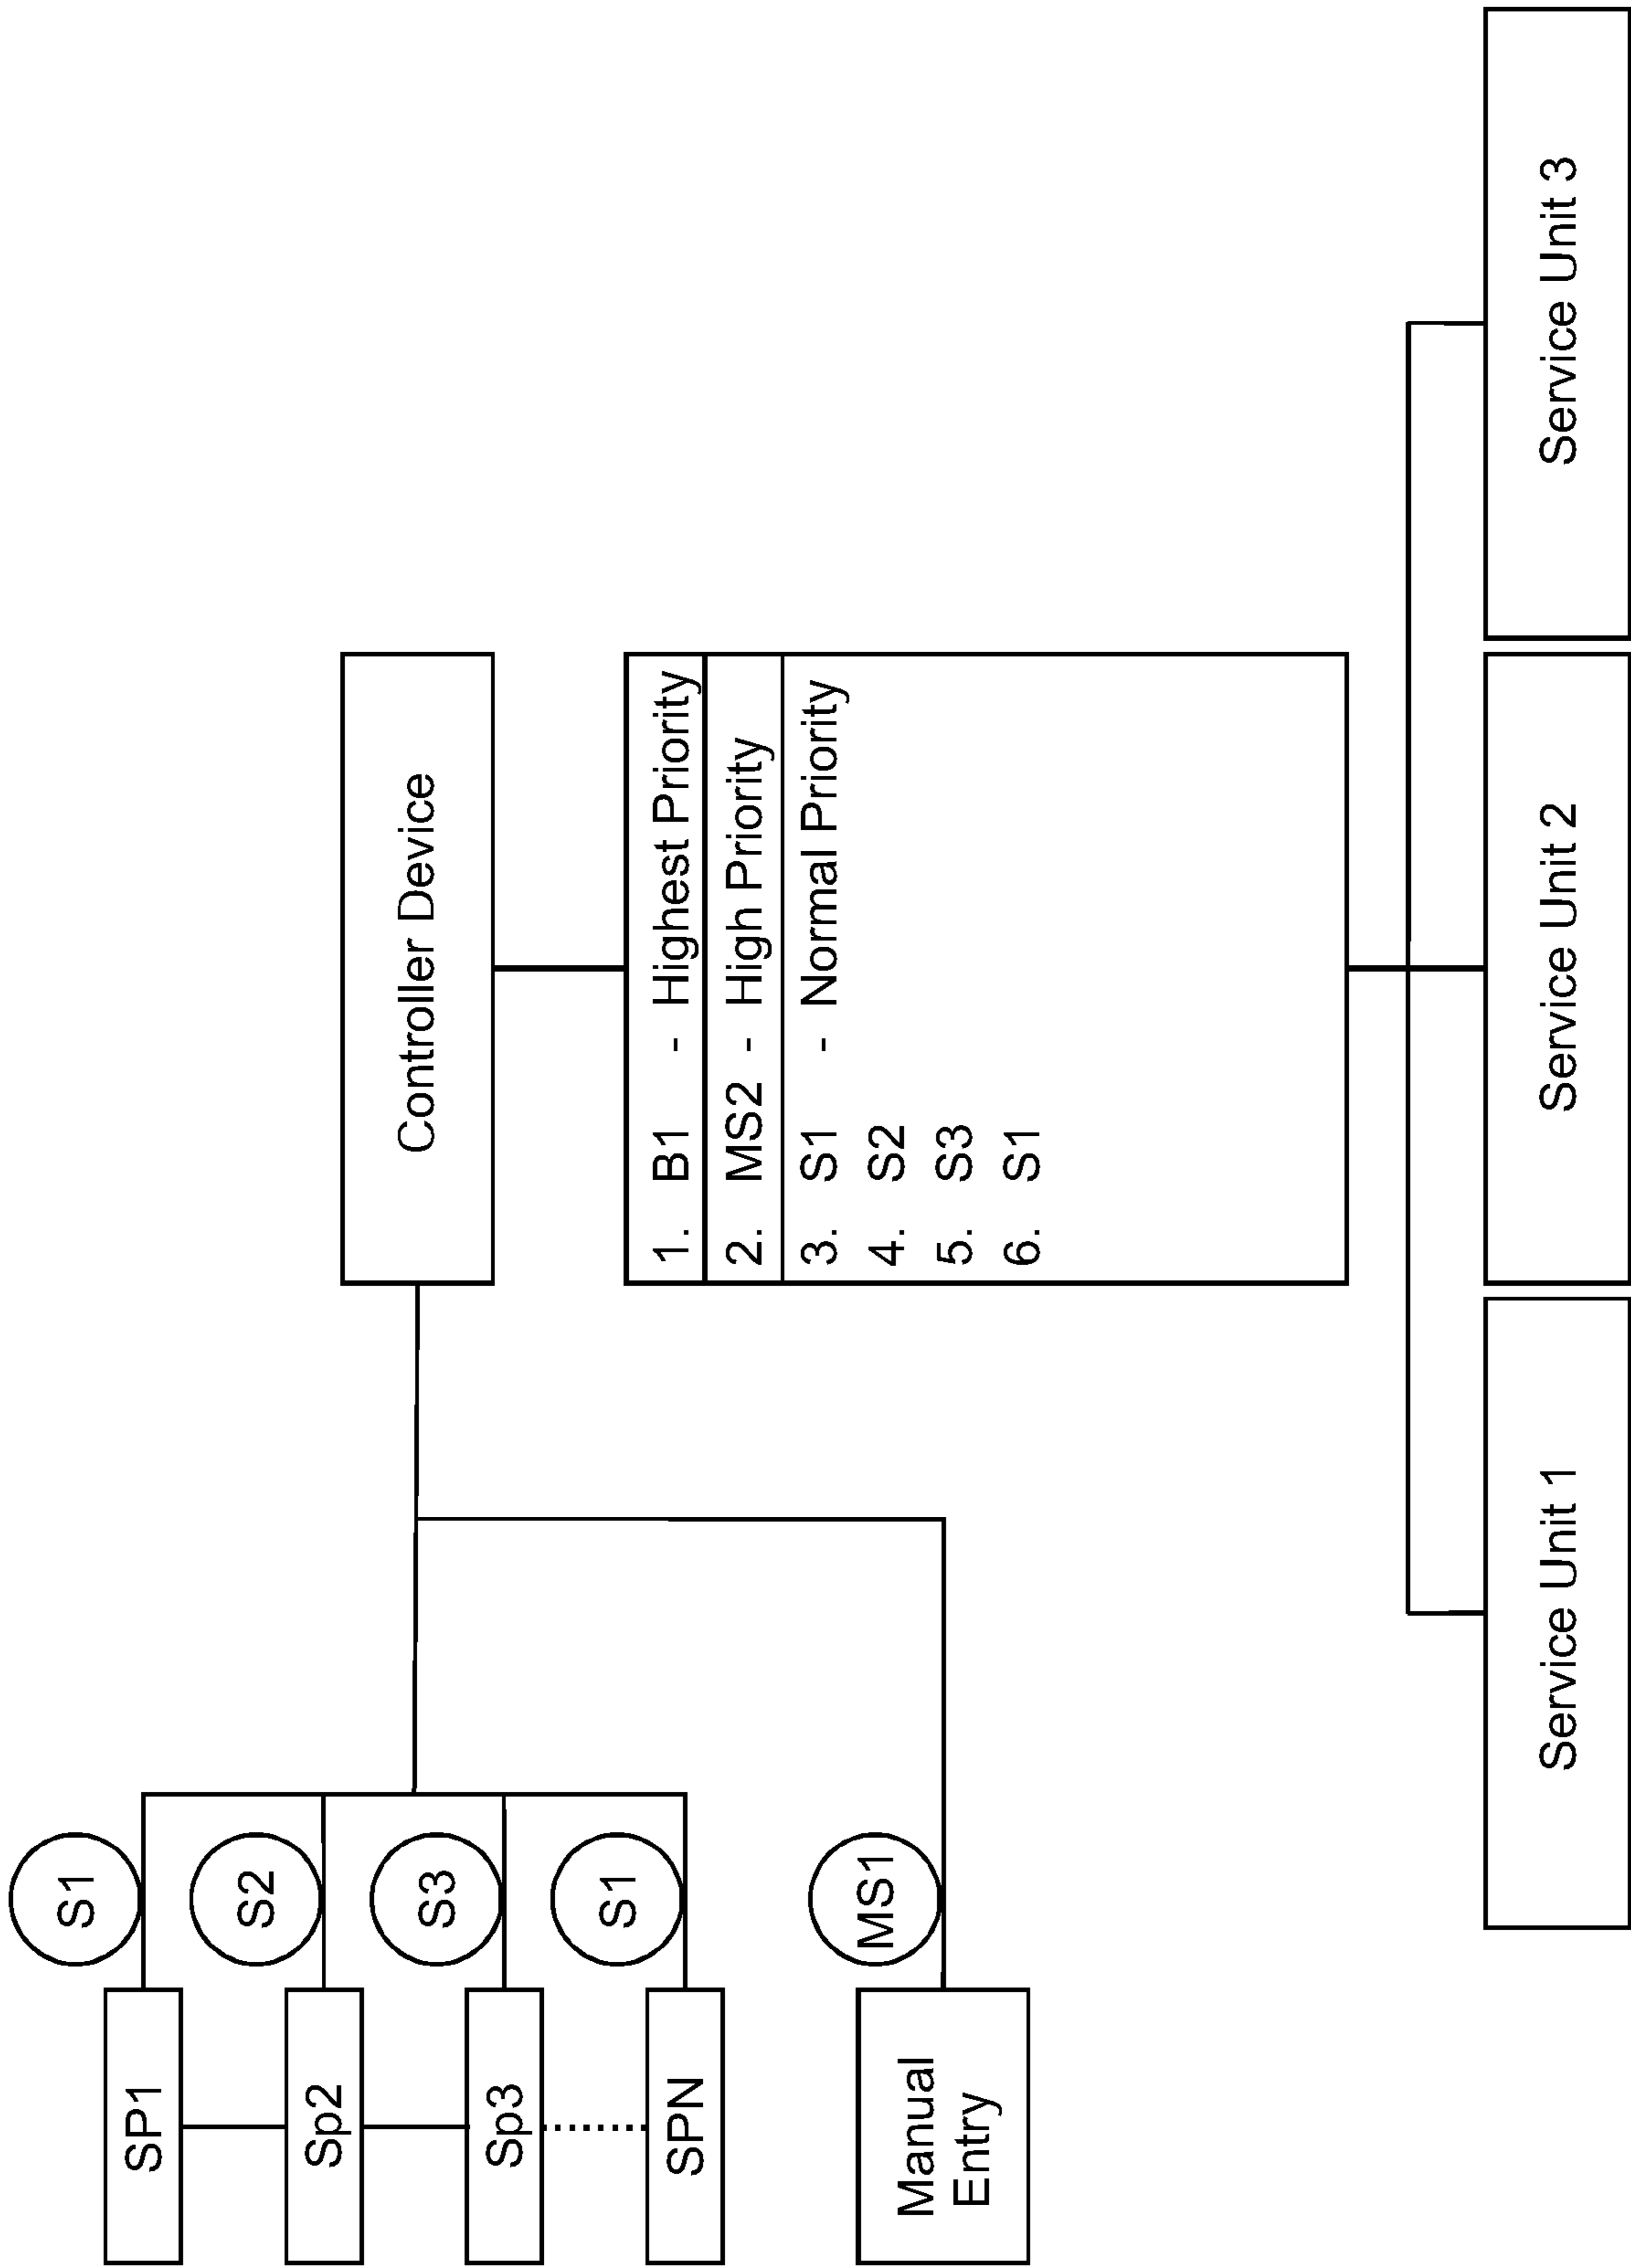 S1
SP1
S2
Sp2
S3
Sp3
S1
SPN
MS1
Manual
Entry
Controller Device
1. B1 - Highest Priority
2. MS2 - High Priority
3. S1 - Normal Priority
4. S2
5. S3
6. S1
Service Unit 1
Service Unit 2
Service Unit 3